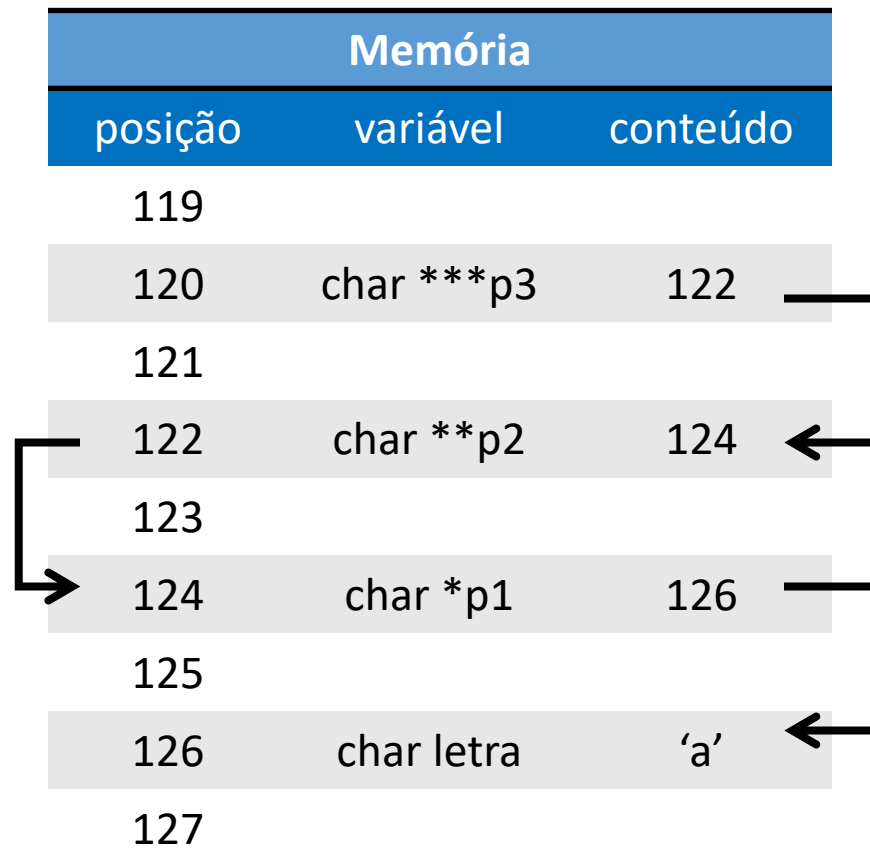 Memória
posição variável conteúdo
119
120 char ***p3 122
121
122 char **p2 124
123
124 char *p1 126
125
126 char letra ‘a’
127